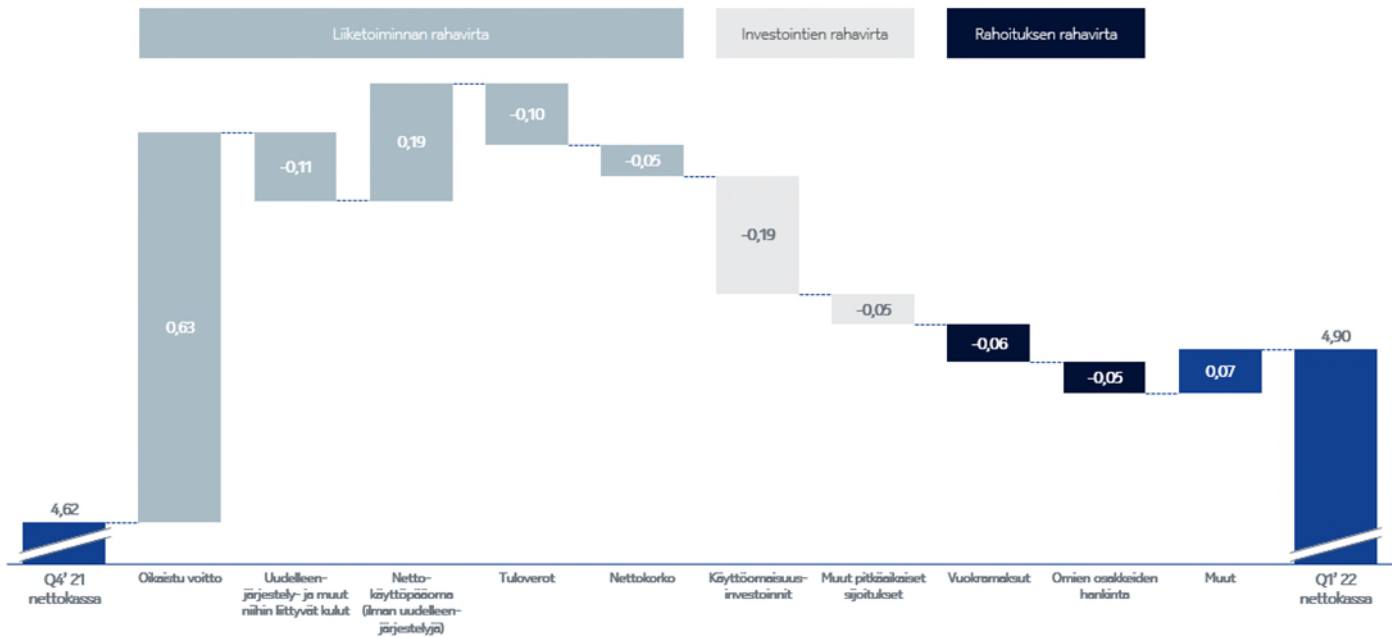 Liiketoiminnan rahavirta
Investointien rahavirta
Rahoituksen rahavirta
4,62
0,63
-0,11
0,19
-0,10
-0,05
-0,19
-0,05
-0,06
-0,05
0,07
4,90
Q4' 21
nettokassa
Oikaistu voitto
Uudelleen-
järjestely- ja muut
niihin liittyvät kulut
Netto-
käyttöpääoma
(ilman uudelleen-
järjestelyjä)
Tuloverot
Nettokorko
Käyttöomaisuus-
investoinnit
Muut pitkäaikaiset
sijoitukset
Vuokramaksut
Omien osakkeiden
hankinta
Muut
Q1' 22
nettokassa